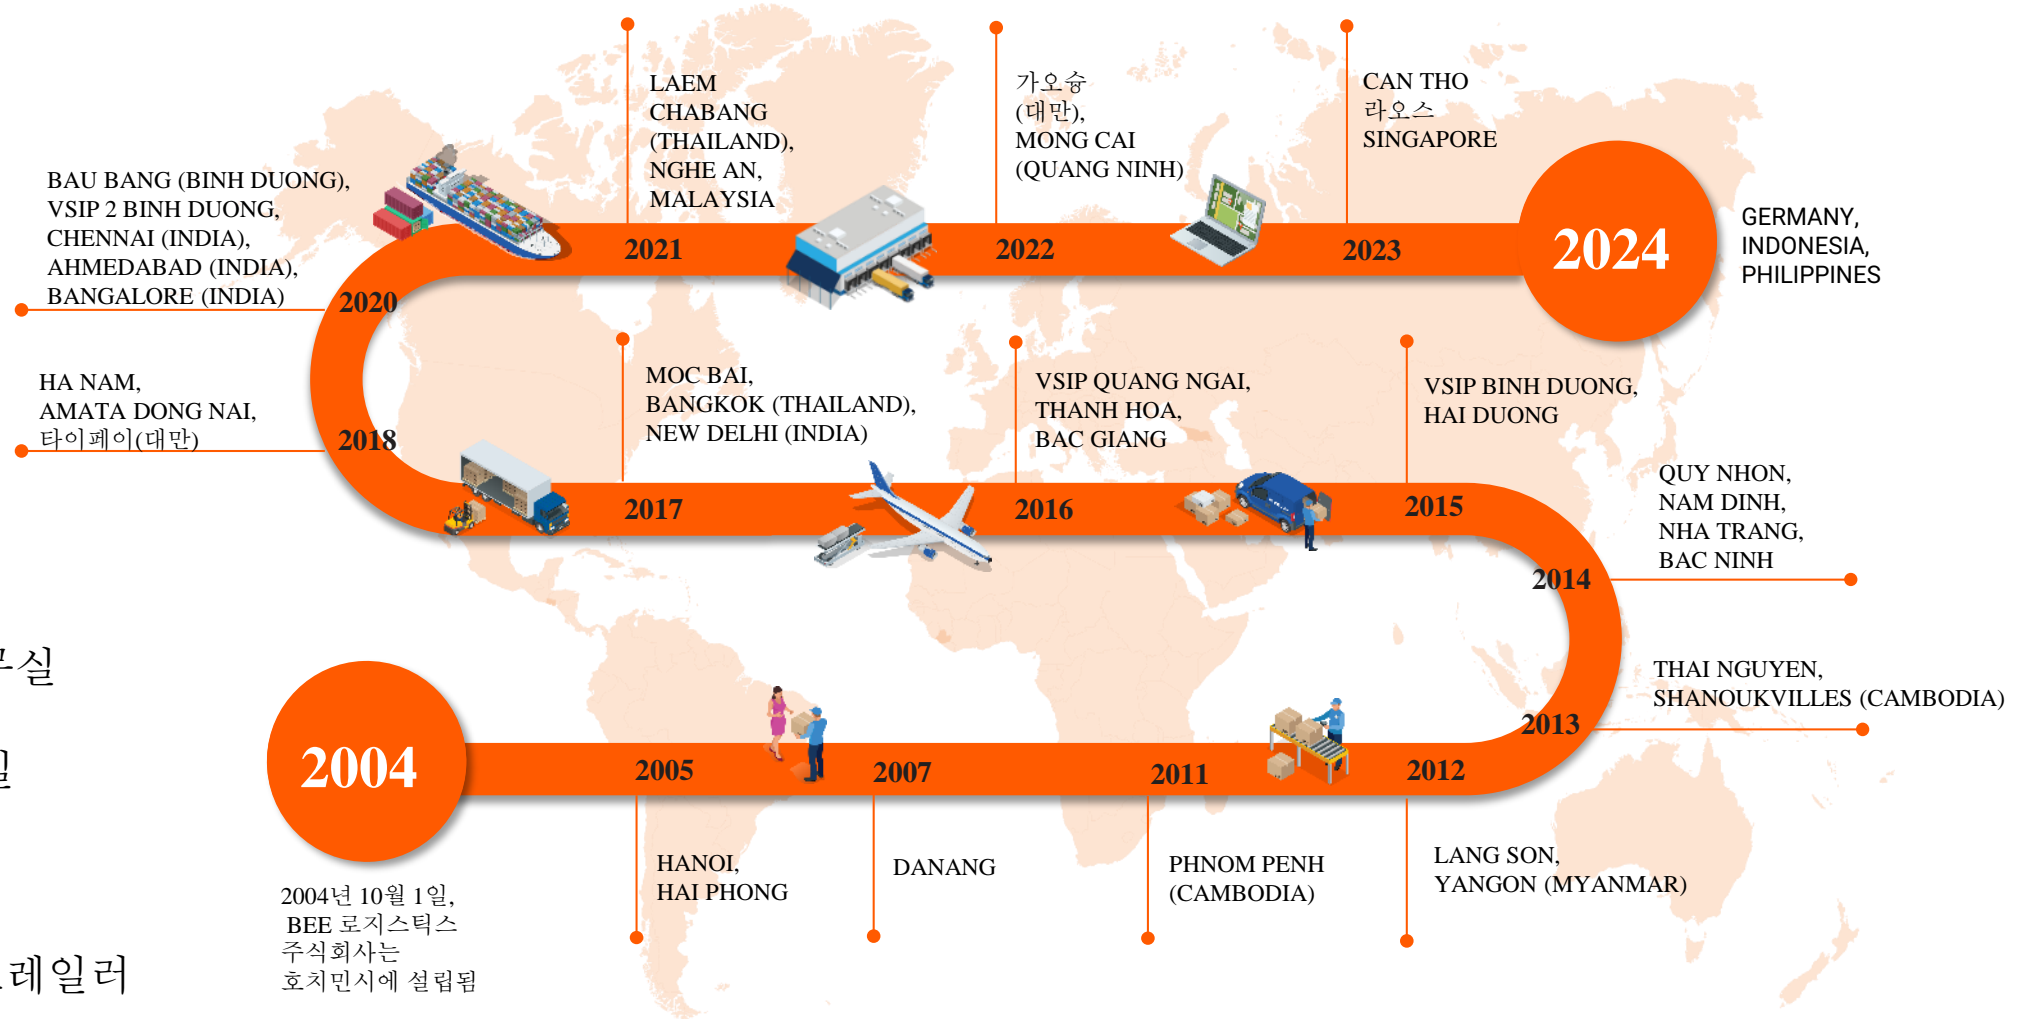 LAEM
CHABANG
(THAILAND),
NGHE AN,
MALAYSIA
가오슝
(대만),
MONG CAI
(QUANG NINH)
CAN THO
라오스
SINGAPORE
BAU BANG (BINH DUONG),
VSIP 2 BINH DUONG,
CHENNAI (INDIA),
AHMEDABAD (INDIA),
BANGALORE (INDIA)
2020
2021
2022
2023
2024
GERMANY,
INDONESIA,
PHILIPPINES
HA NAM,
AMATA DONG NAI,
타이페이(대만)
2018
MOC BAI,
BANGKOK (THAILAND),
NEW DELHI (INDIA)
2017
VSIP QUANG NGAI,
THANH HOA,
BAC GIANG
2016
VSIP BINH DUONG,
HAI DUONG
2015
QUY NHON,
NAM DINH,
NHA TRANG,
BAC NINH
2014
THAI NGUYEN,
SHANOUKVILLES (CAMBODIA)
2013
실
2004
2005
2007
2011
2012
2004년 10월 1일,
BEE 로지스틱스
주식회사는
호치민시에 설립됨
HANOI,
HAI PHONG
DANANG
PHNOM PENH
(CAMBODIA)
LANG SON,
YANGON (MYANMAR)
레일러